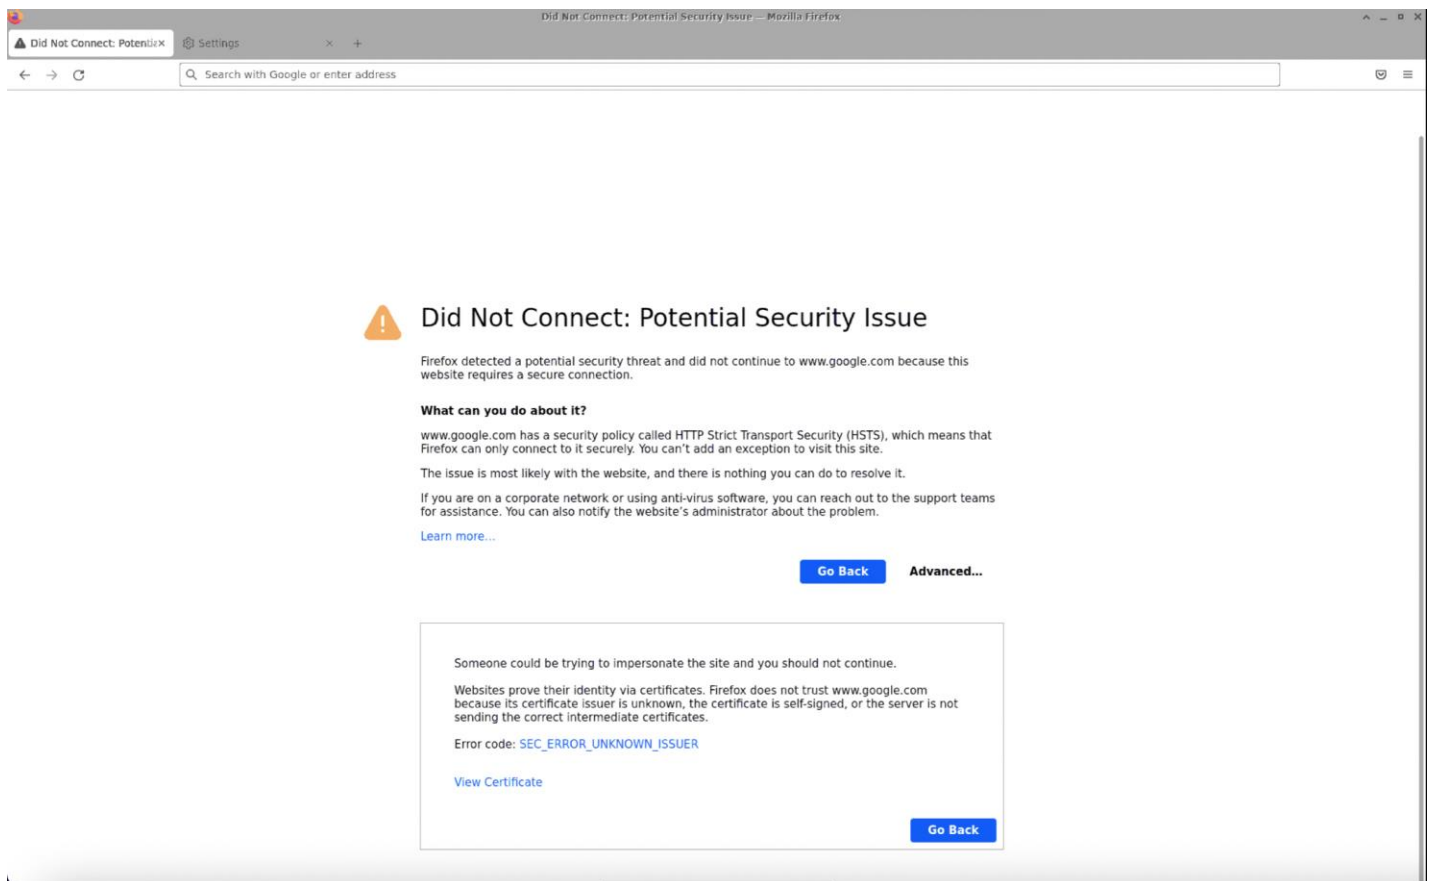 Did Not Connect: Potential Security Issue — Mozilla Firefox
Did Not Connect: Potentia
Settings
Search with Google or enter address
Did Not Connect: Potential Security Issue
Firefox detected a potential security threat and did not continue to www.google.com because this
website requires a secure connection.
What can you do about it?
www.google.com has a security policy called HTTP Strict Transport Security (HSTS), which means that
Firefox can only connect to it securely. You can’t add an exception to visit this site.
The issue is most likely with the website, and there is nothing you can do to resolve it.
If you are on a corporate network or using anti-virus software, you can reach out to the support teams
for assistance. You can also notify the website’s administrator about the problem.
Learn more...
Go Back Advanced...
Someone could be trying to impersonate the site and you should not continue.
Websites prove their identity via certificates. Firefox does not trust www.google.com
because its certificate issuer is unknown, the certificate is self-signed, or the server is not
sending the correct intermediate certificates.
Error code: SEC_ERROR_UNKNOWN_ISSUER
View Certificate
Go Back